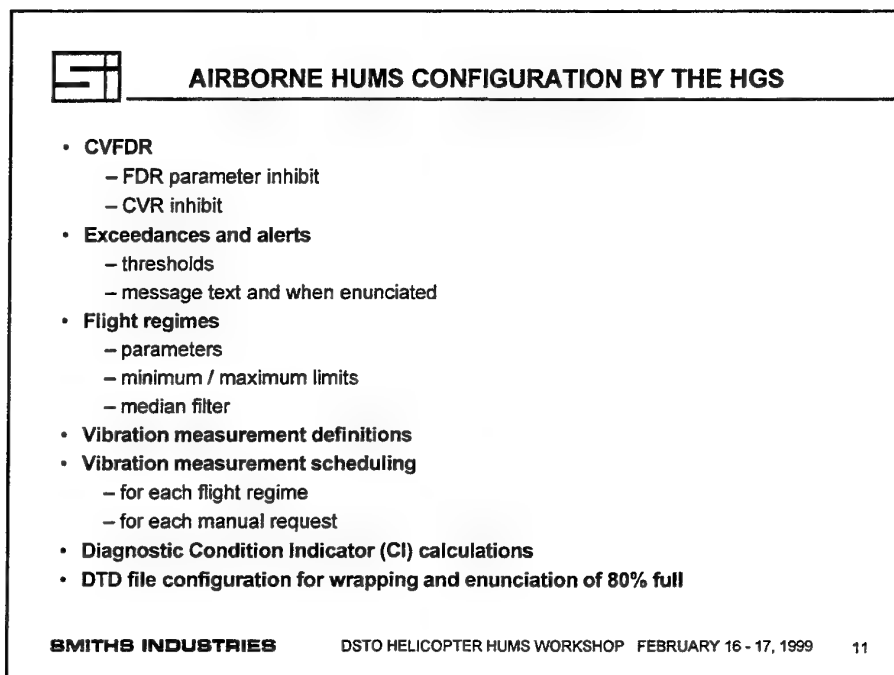 AIRBORNE HUMS CONFIGURATION BY THE HGS
• CVFDR
– FDR parameter inhibit
– CVR inhibit
• Exceedances and alerts
– thresholds
– message text and when enunciated
• Flight regimes
– parameters
– minimum / maximum limits
– median filter
• Vibration measurement definitions
• Vibration measurement scheduling
– for each flight regime
– for each manual request
• Diagnostic Condition Indicator (CI) calculations
• DTD file configuration for wrapping and enunciation of 80% full
SMITHS INDUSTRIES DSTO HELICOPTER HUMS WORKSHOP FEBRUARY 16 - 17, 1999 11